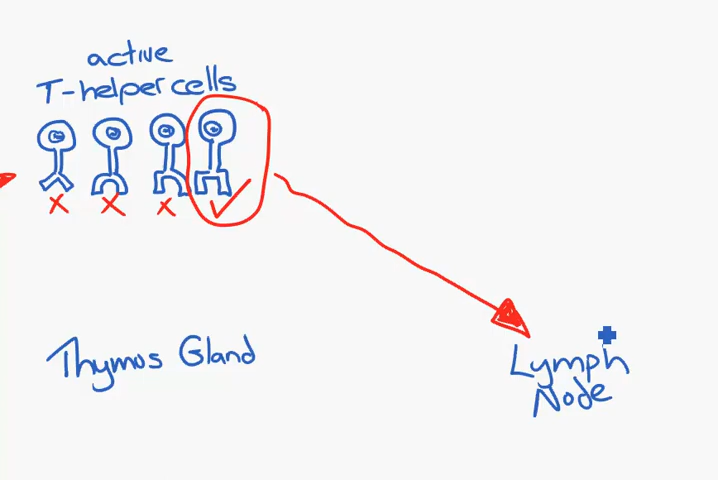 active
T-helper cells
Thymus Gland
Lymph
Node